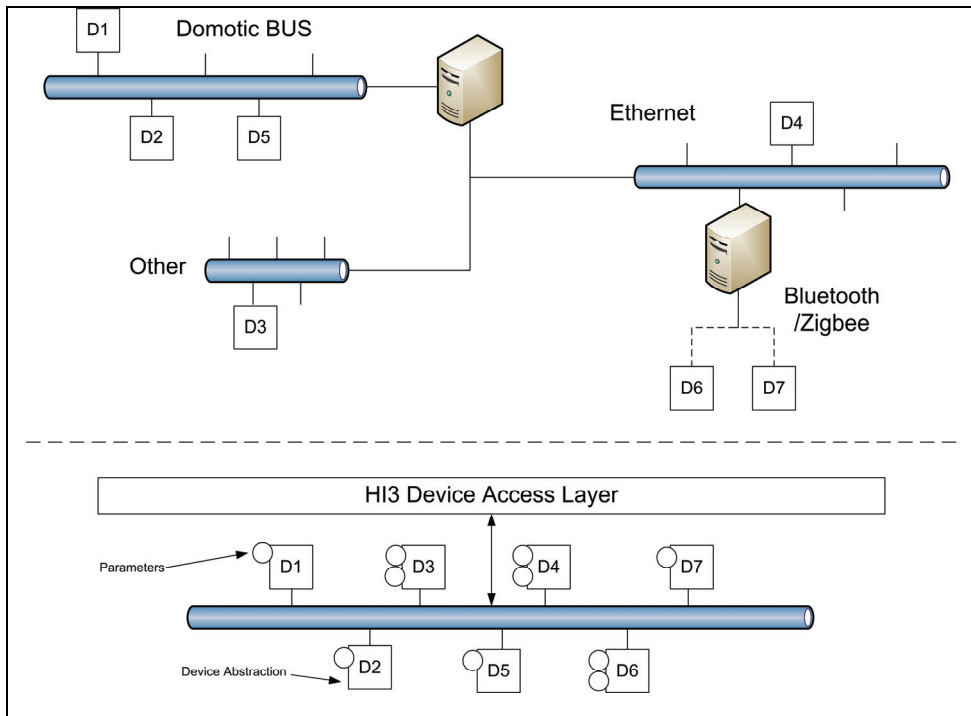 D1
Domotic BUS
D2
D5
Ethernet
D4
Other
D3
Bluetooth
/Zigbee
D6
D7
HI3 Device Access Layer
Parameters
D1
D3
D4
D7
Device Abstraction
D2
D5
D6